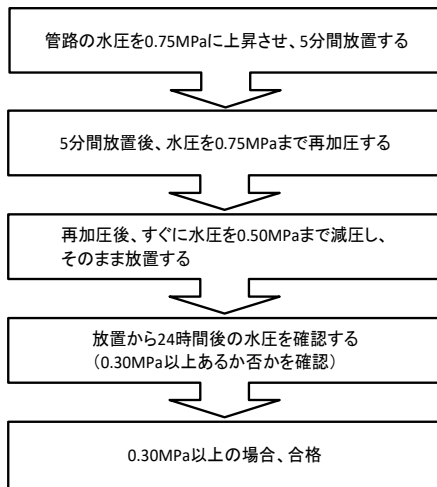 管路の水圧を0.75MPaに上昇させ、5分間放置する
5分間放置後、水圧を0.75MPaまで再加圧する
再加圧後、すぐに水圧を0.50MPaまで減圧し、
そのまま放置する
放置から24時間後の水圧を確認する
（0.30MPa以上あるか否かを確認）
0.30MPa以上の場合、合格